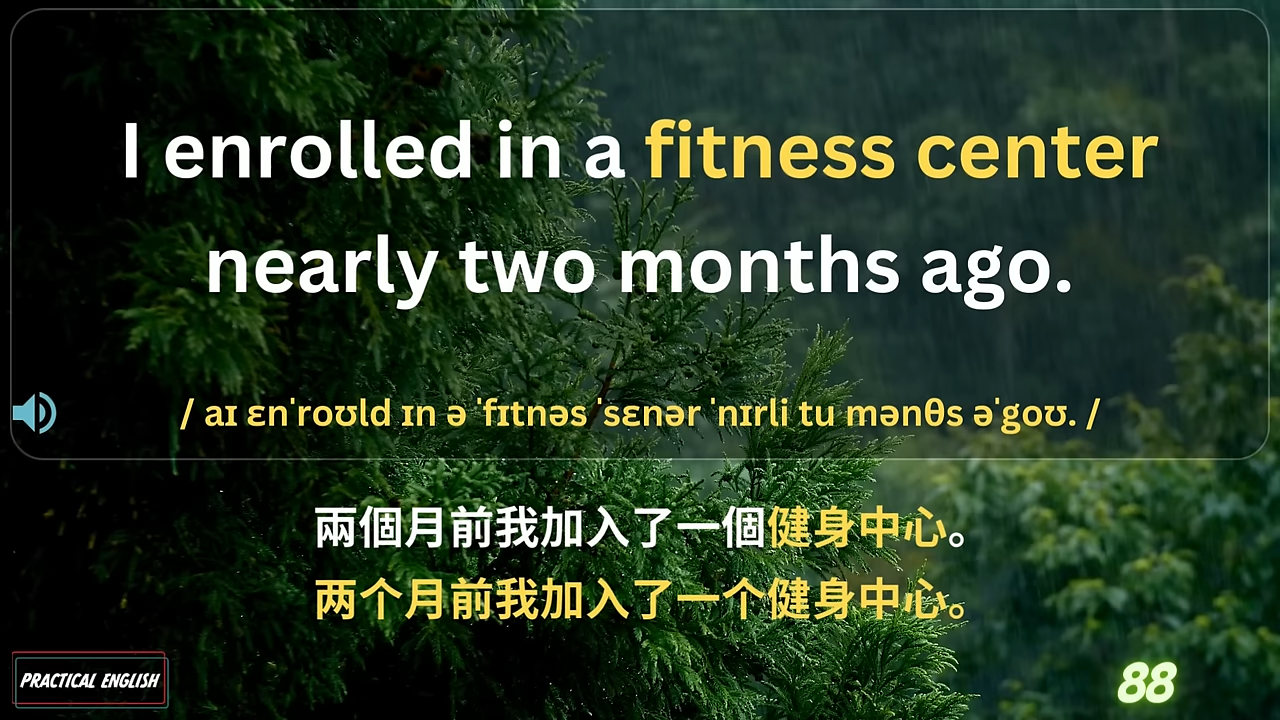 I enrolled in a fitness center
nearly two months ago.
/ aɪ ɛnˈroʊld ɪn ə ˈfɪtnəs ˈsɛnər ˈnɪrli tu mənθs əˈɡoʊ. /
兩個月前我加入了一個健身中心。
两个月前我加入了一个健身中心。
PRACTICAL ENGLISH
88